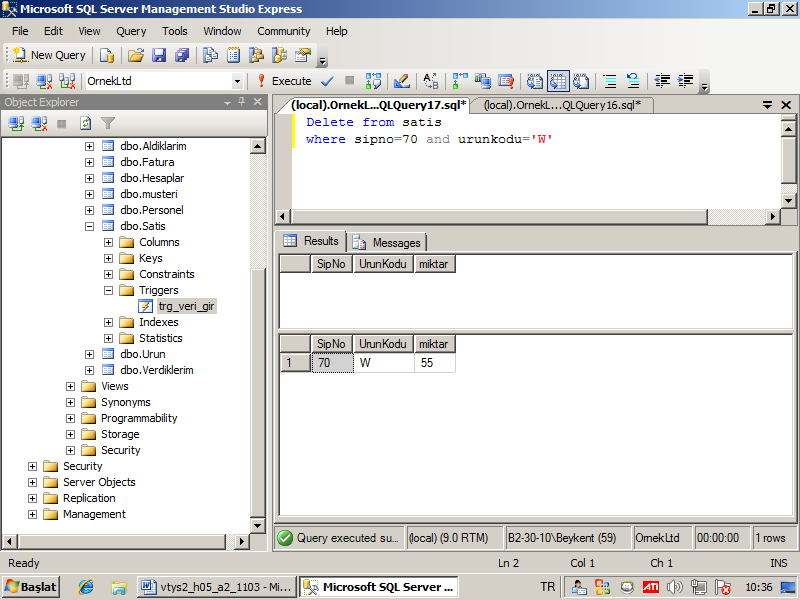 Microsoft SQL Server Management Studio Express
File Edit View Query Tools Window Community Help
New Query
OrnekLtd Execute
Object Explorer
dbo.Aldiklarim
dbo.Fatura
dbo.Hesaplar
dbo.musteri
dbo.Personel
dbo.Satis
Columns
Keys
Constraints
Triggers
trg_veri_gir
Indexes
Statistics
dbo.Urun
dbo.Verdiklerim
Views
Synonyms
Programmability
Storage
Security
Security
Server Objects
Replication
Management
(local).OrnekL...QLQuery17.sql* (local).OrnekL...QLQuery16.sql*
Delete from satis
where sipno=70 and urunkodu='W'
Results Messages
SipNo UrunKodu miktar
SipNo UrunKodu miktar
1 70 W 55
Query executed su... (local) (9.0 RTM) B2-30-10\Beykent (59) OrnekLtd 00:00:00 1 rows
Ready Ln 2 Col 1 Ch 1 INS
Başlat vtys2_h05_a2_1103 - Mi... Microsoft SQL Server ... TR ATI 10:36